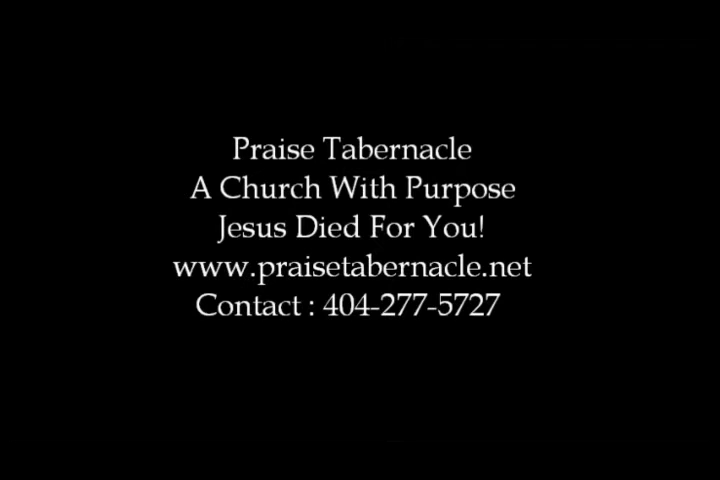 Praise Tabernacle
A Church With Purpose
Jesus Died For You!
www.praisetabernacle.net
Contact : 404-277-5727